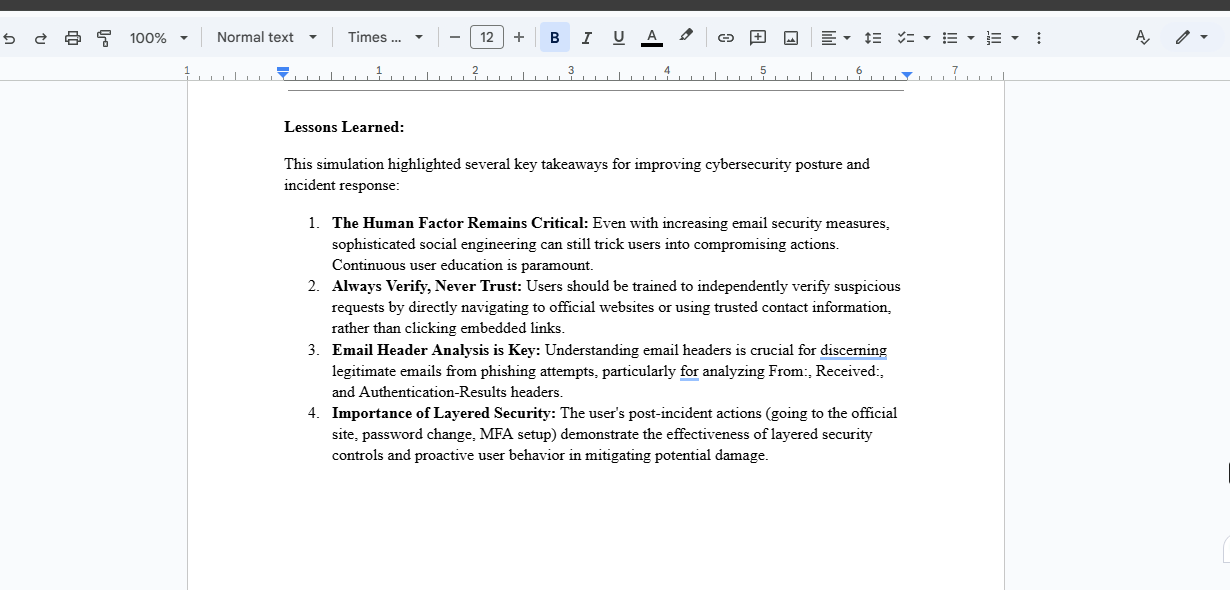 100%
Normal text
Times ...
12
B I U A
1 1 2 3 4 5 6 7
Lessons Learned:
This simulation highlighted several key takeaways for improving cybersecurity posture and
incident response:
1. The Human Factor Remains Critical: Even with increasing email security measures,
sophisticated social engineering can still trick users into compromising actions.
Continuous user education is paramount.
2. Always Verify, Never Trust: Users should be trained to independently verify suspicious
requests by directly navigating to official websites or using trusted contact information,
rather than clicking embedded links.
3. Email Header Analysis is Key: Understanding email headers is crucial for discerning
legitimate emails from phishing attempts, particularly for analyzing From:, Received:,
and Authentication-Results headers.
4. Importance of Layered Security: The user's post-incident actions (going to the official
site, password change, MFA setup) demonstrate the effectiveness of layered security
controls and proactive user behavior in mitigating potential damage.